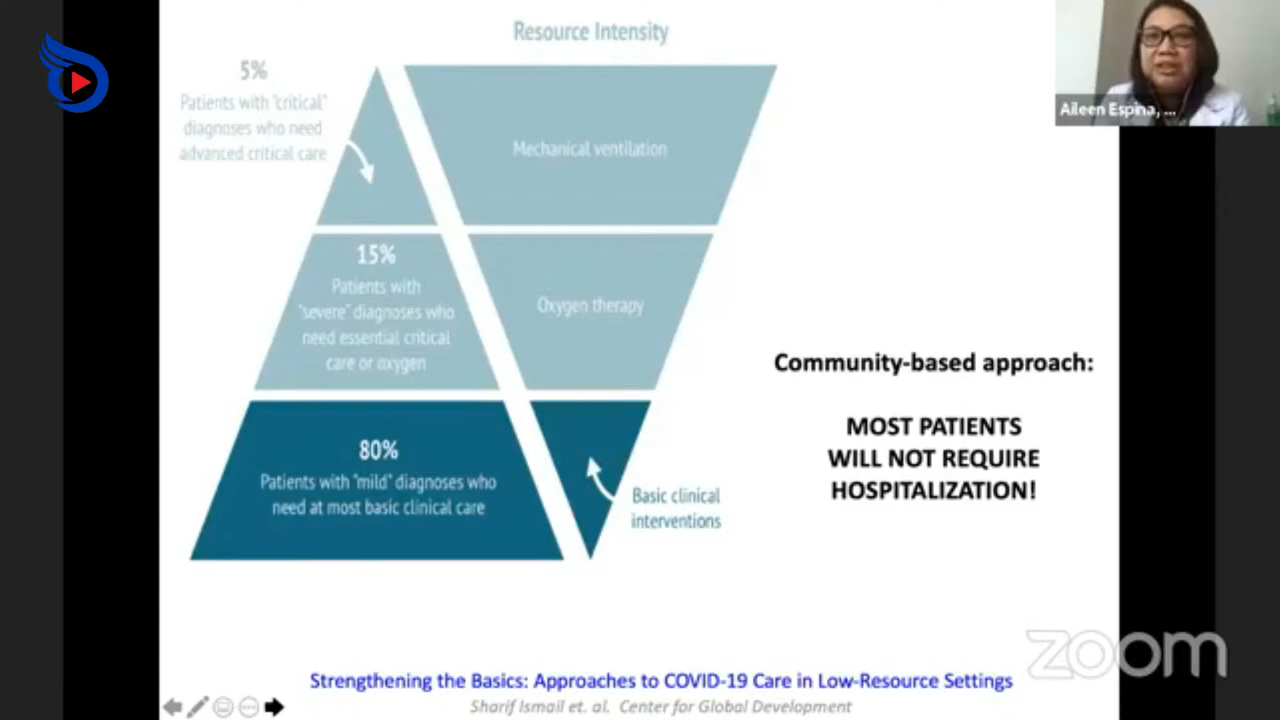 Resource Intensity
5%
Patients with "critical"
diagnoses who need
advanced critical care
Mechanical ventilation
15%
Patients with
"severe" diagnoses who
need essential critical
care or oxygen
Oxygen therapy
80%
Patients with "mild" diagnoses who
need at most basic clinical care
Basic clinical
interventions
Community-based approach:
MOST PATIENTS
WILL NOT REQUIRE
HOSPITALIZATION!
Aileen Espina, ...
zoom
Strengthening the Basics: Approaches to COVID-19 Care in Low-Resource Settings
Sharif Ismail et. al. Center for Global Development